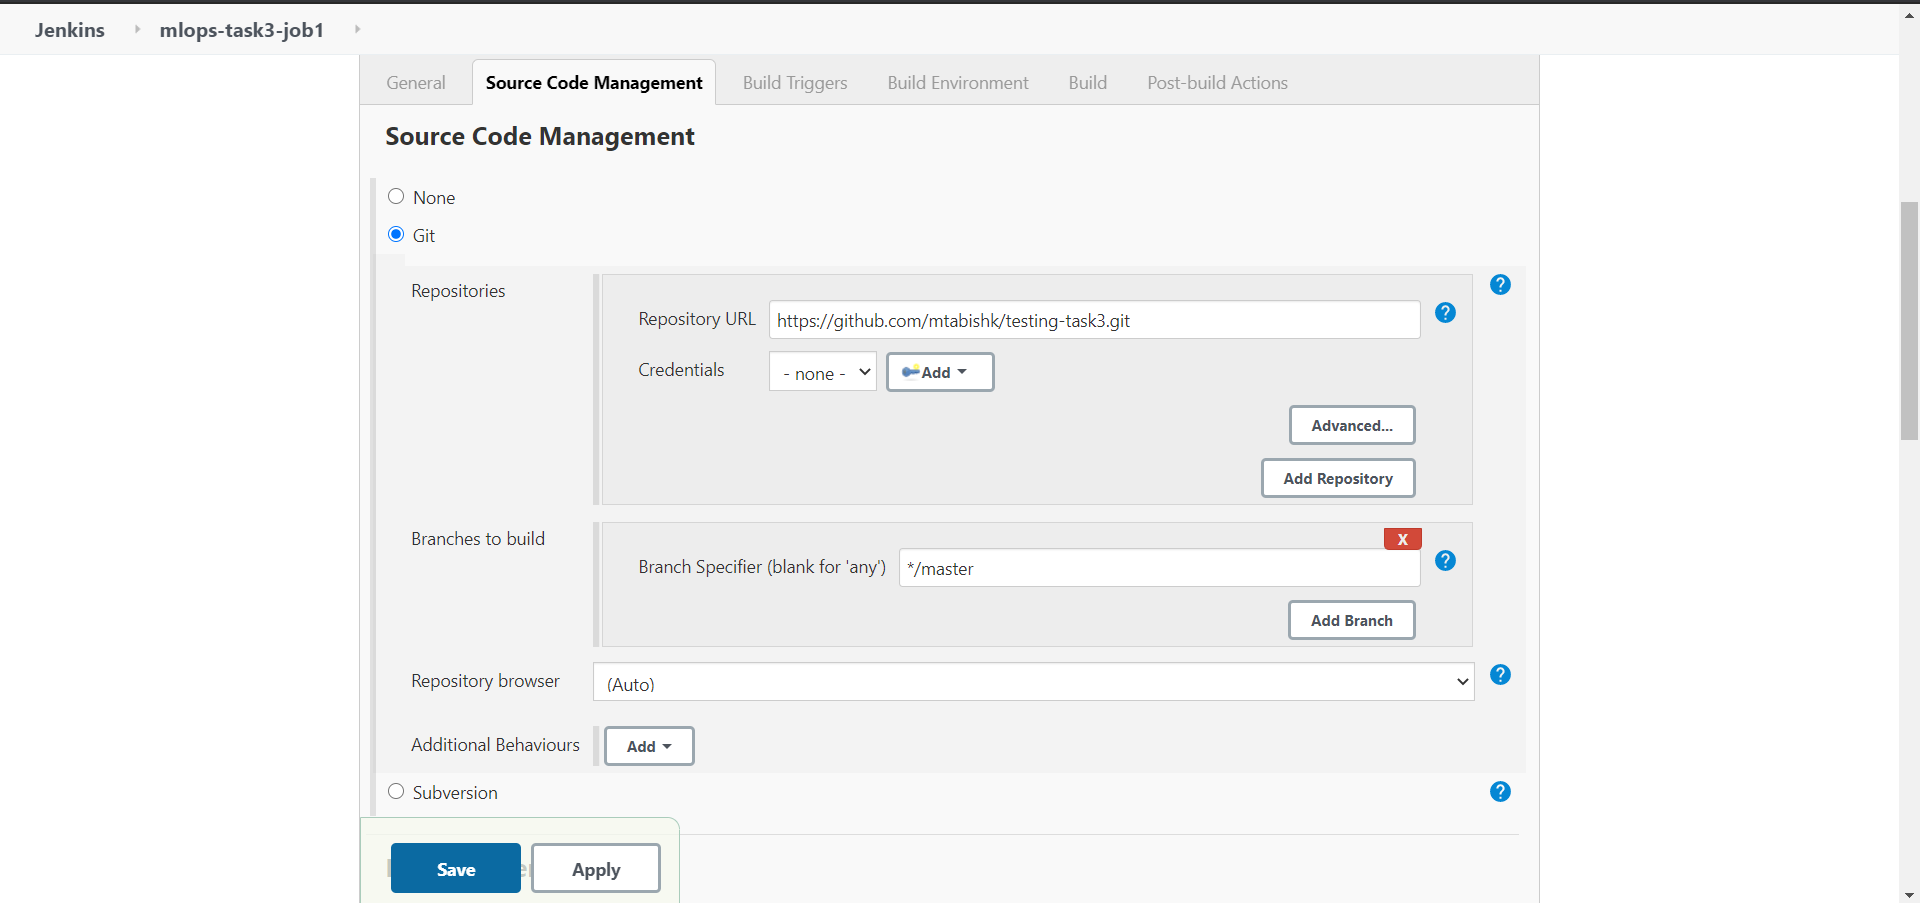 Jenkins mlops-task3-job1
General Source Code Management Build Triggers Build Environment Build Post-build Actions
Source Code Management
None
Git
Repositories
Repository URL https://github.com/mtabishk/testing-task3.git
Credentials - none - Add
Advanced...
Add Repository
Branches to build
X
Branch Specifier (blank for 'any') */master
Add Branch
Repository browser (Auto)
Additional Behaviours Add
Subversion
Save Apply